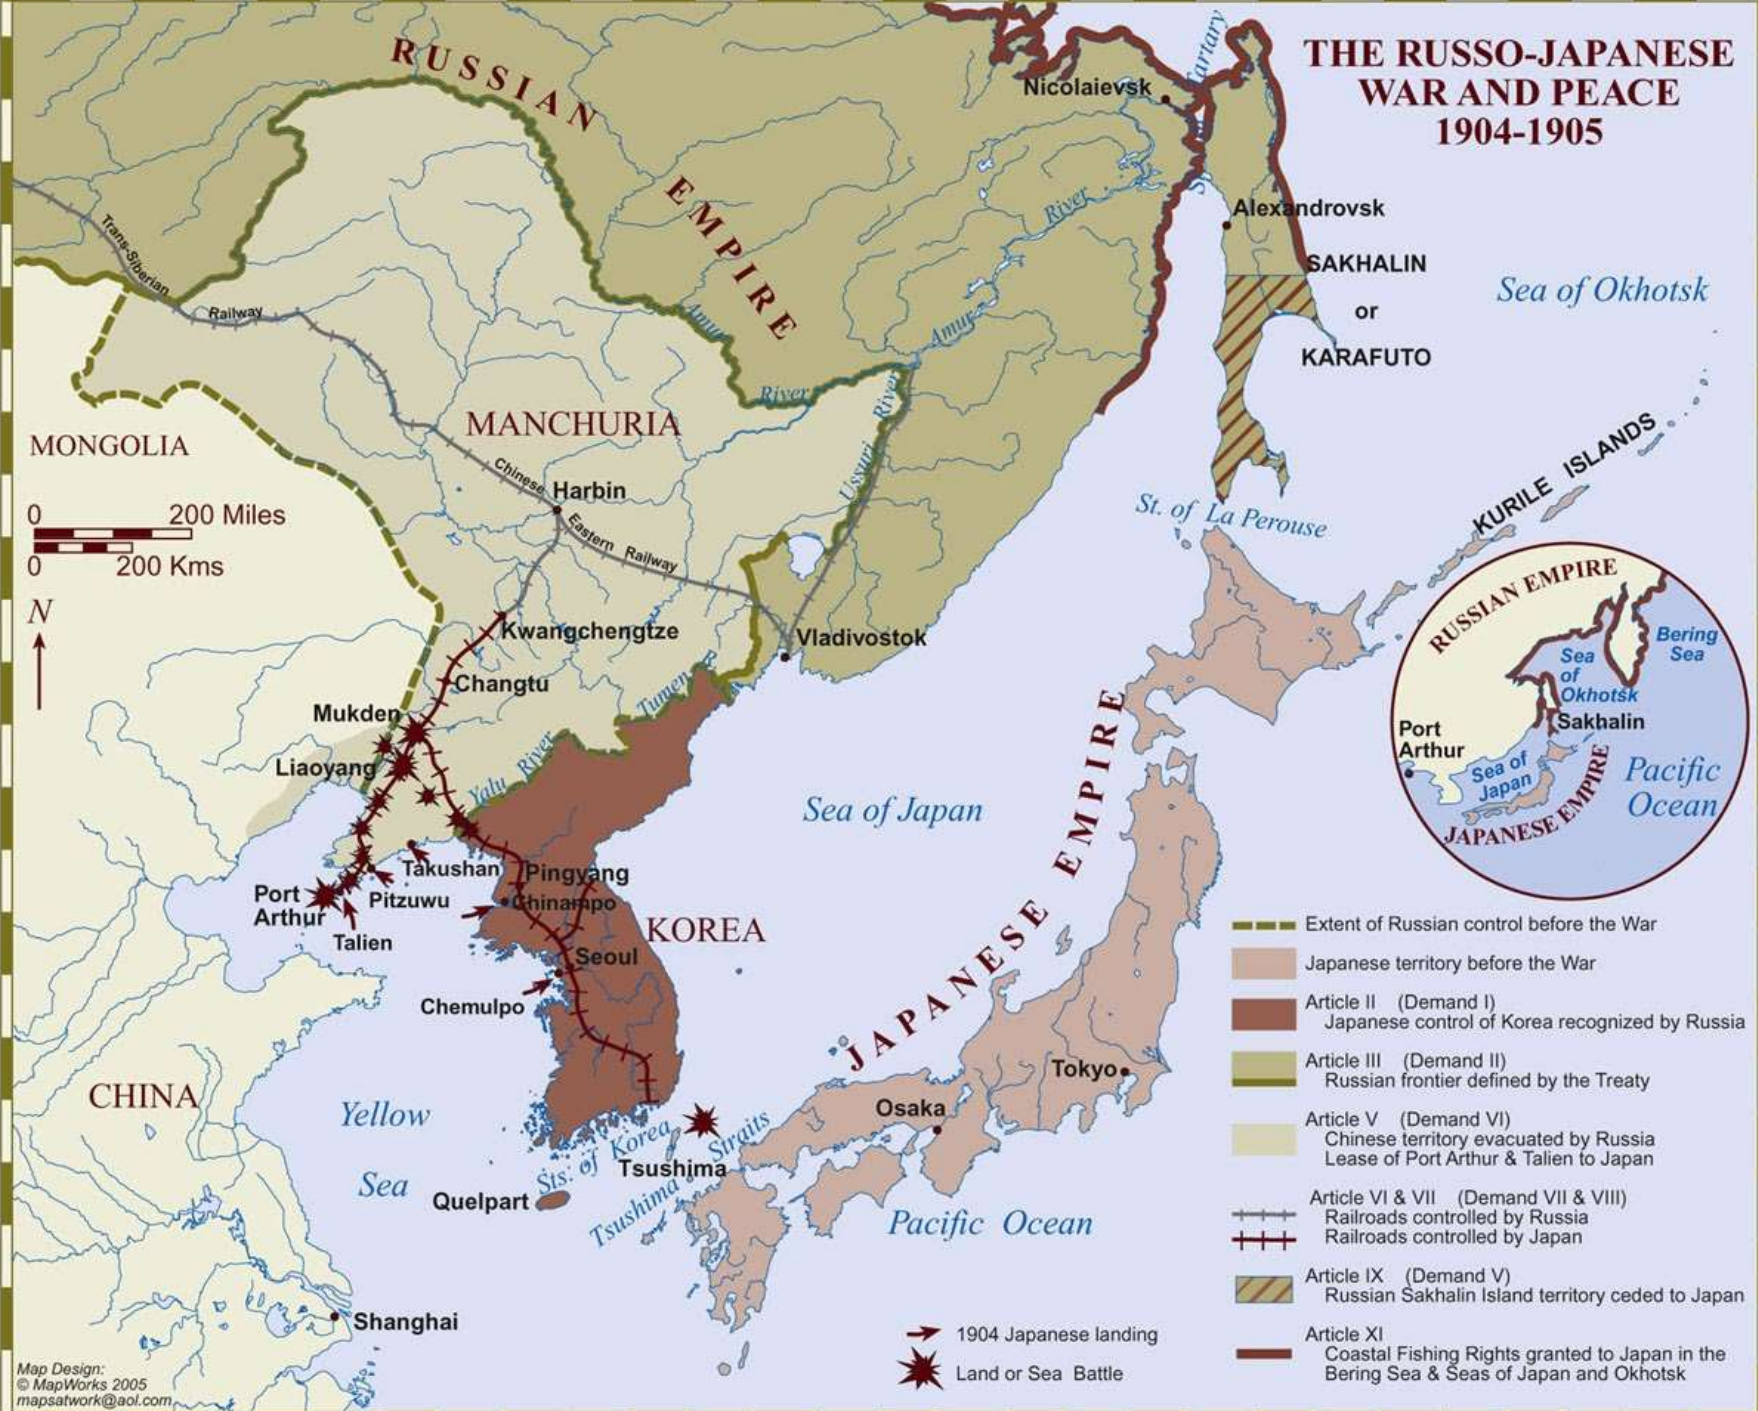 THE RUSSO-JAPANESE
WAR AND PEACE
1904-1905
RUSSIAN
EMPIRE
Nicolaievsk
Tartary
Alexandrovsk
SAKHALIN
or
KARAFUTO
Sea of Okhotsk
Trans-Siberian
Railway
Amur
River
Amur
River
Ussuri
River
MANCHURIA
MONGOLIA
Chinese
Harbin
Eastern Railway
0 200 Miles
0 200 Kms
N
St. of La Perouse
KURILE ISLANDS
Kwangchengtze
Vladivostok
Changtu
Tumen R.
Mukden
Liaoyang
Yalu River
Sea of Japan
JAPANESE EMPIRE
Takushan
Pingyang
Port
Arthur
Pitzuwu
Chinampo
Talien
KOREA
Seoul
Chemulpo
CHINA
Yellow
Sea
Tokyo
Osaka
Sts. of Korea
Tsushima
Tsushima Straits
Quelpart
Pacific Ocean
Shanghai
RUSSIAN EMPIRE
Bering
Sea
Sea
of
Okhotsk
Sakhalin
Port
Arthur
Sea of
Japan
JAPANESE EMPIRE
Pacific
Ocean
Extent of Russian control before the War
Japanese territory before the War
Article II (Demand I)
Japanese control of Korea recognized by Russia
Article III (Demand II)
Russian frontier defined by the Treaty
Article V (Demand VI)
Chinese territory evacuated by Russia
Lease of Port Arthur & Talien to Japan
Article VI & VII (Demand VII & VIII)
Railroads controlled by Russia
Railroads controlled by Japan
Article IX (Demand V)
Russian Sakhalin Island territory ceded to Japan
Article XI
Coastal Fishing Rights granted to Japan in the
Bering Sea & Seas of Japan and Okhotsk
1904 Japanese landing
Land or Sea Battle
Map Design:
© MapWorks 2005
mapsatwork@aol.com